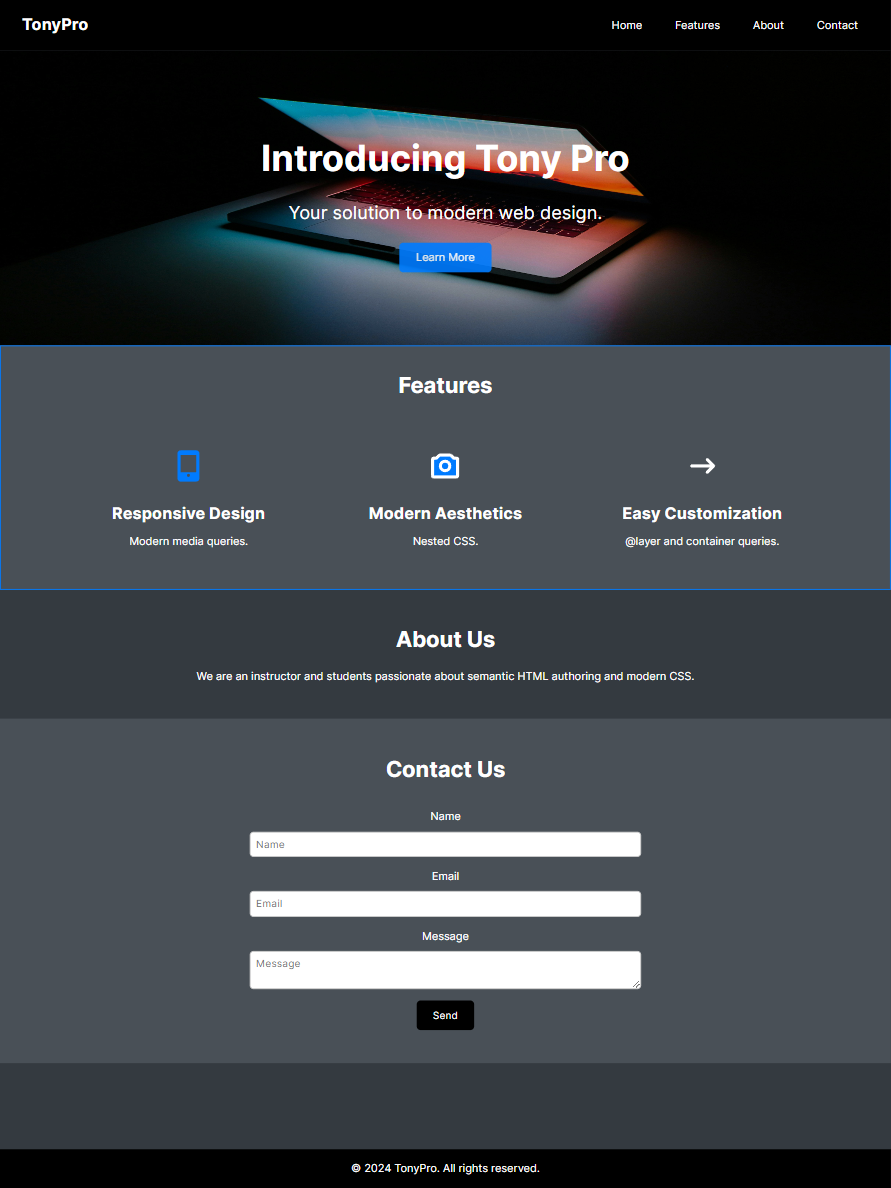 TonyPro
Home Features About Contact
Introducing Tony Pro
Your solution to modern web design.
Learn More
Features
Responsive Design
Modern media queries.
Modern Aesthetics
Nested CSS.
Easy Customization
@layer and container queries.
About Us
We are an instructor and students passionate about semantic HTML authoring and modern CSS.
Contact Us
Name
Name
Email
Email
Message
Message
Send
© 2024 TonyPro. All rights reserved.